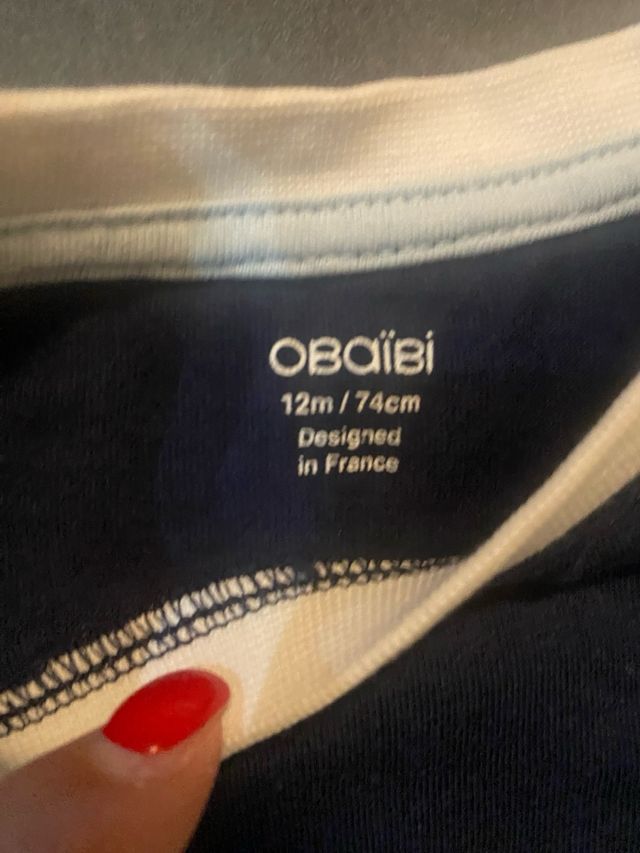 OBaïBi
12m / 74cm
Designed
in France